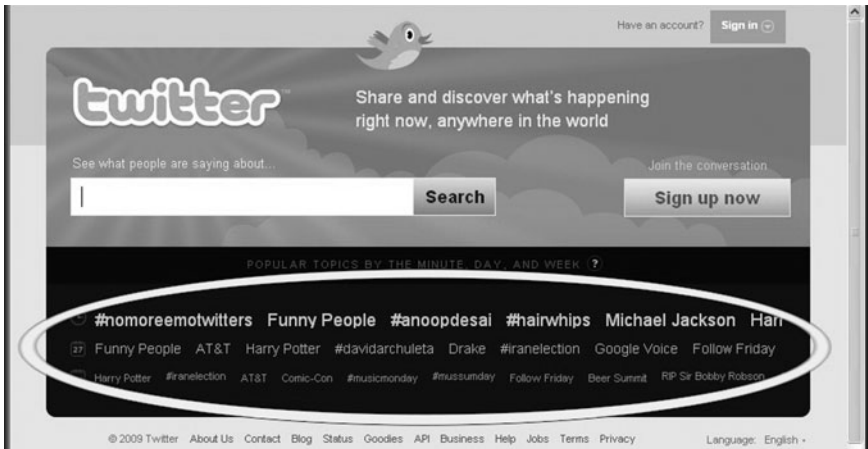 Have an account? Sign in
twitter™
Share and discover what's happening
right now, anywhere in the world
See what people are saying about...
Join the conversation
Search
Sign up now
POPULAR TOPICS BY THE MINUTE, DAY, AND WEEK ?
#nomoreemotwitters Funny People #anoopdesai #hairwhips Michael Jackson Harr
27 Funny People AT&T Harry Potter #davidarchuleta Drake #iranelection Google Voice Follow Friday
Harry Potter #iranelection AT&T Comic-Con #musicmonday #mussumday Follow Friday Beer Summit RIP Sir Bobby Robson
© 2009 Twitter About Us Contact Blog Status Goodies API Business Help Jobs Terms Privacy Language: English